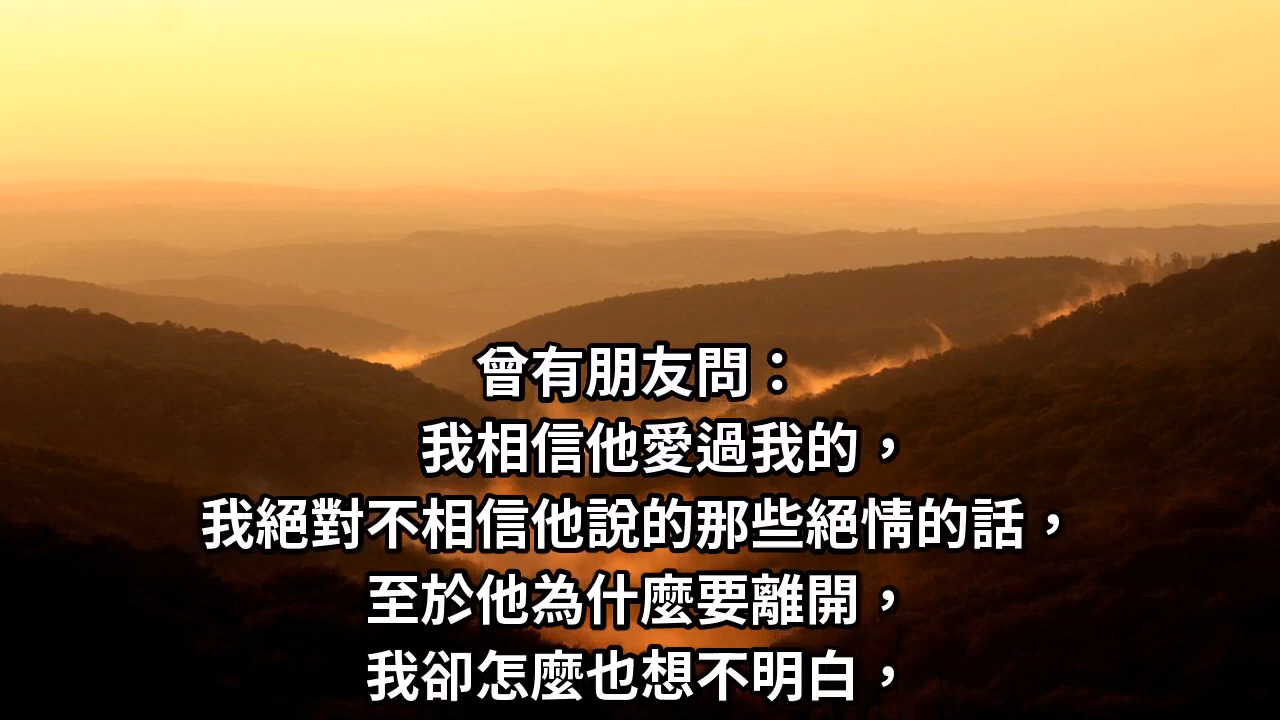 曾有朋友問：
我相信他愛過我的，
我絕對不相信他說的那些絕情的話，
至於他為什麼要離開，
我卻怎麼也想不明白，